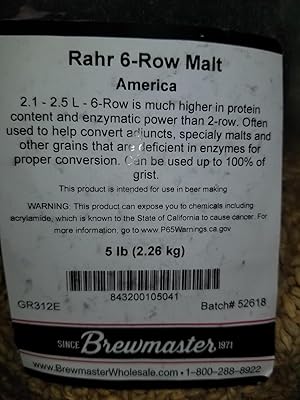 Rahr 6-Row Malt
America
2.1 - 2.5 L - 6-Row is much higher in protein
content and enzymatic power than 2-row. Often
used to help convert adjuncts, specialy malts and
other grains that are deficient in enzymes for
proper conversion. Can be used up to 100% of
grist.
This product is intended for use in beer making
WARNING: This product can expose you to chemicals including
acrylamide, which is known to the State of California to cause cancer. For
more information, go to www.P65Warnings.ca.gov
5 lb (2.26 kg)
843200105041
GR312E
Batch# 52618
SINCE Brewmaster 1971
www.BrewmasterWholesale.com • 1-800-288-8922